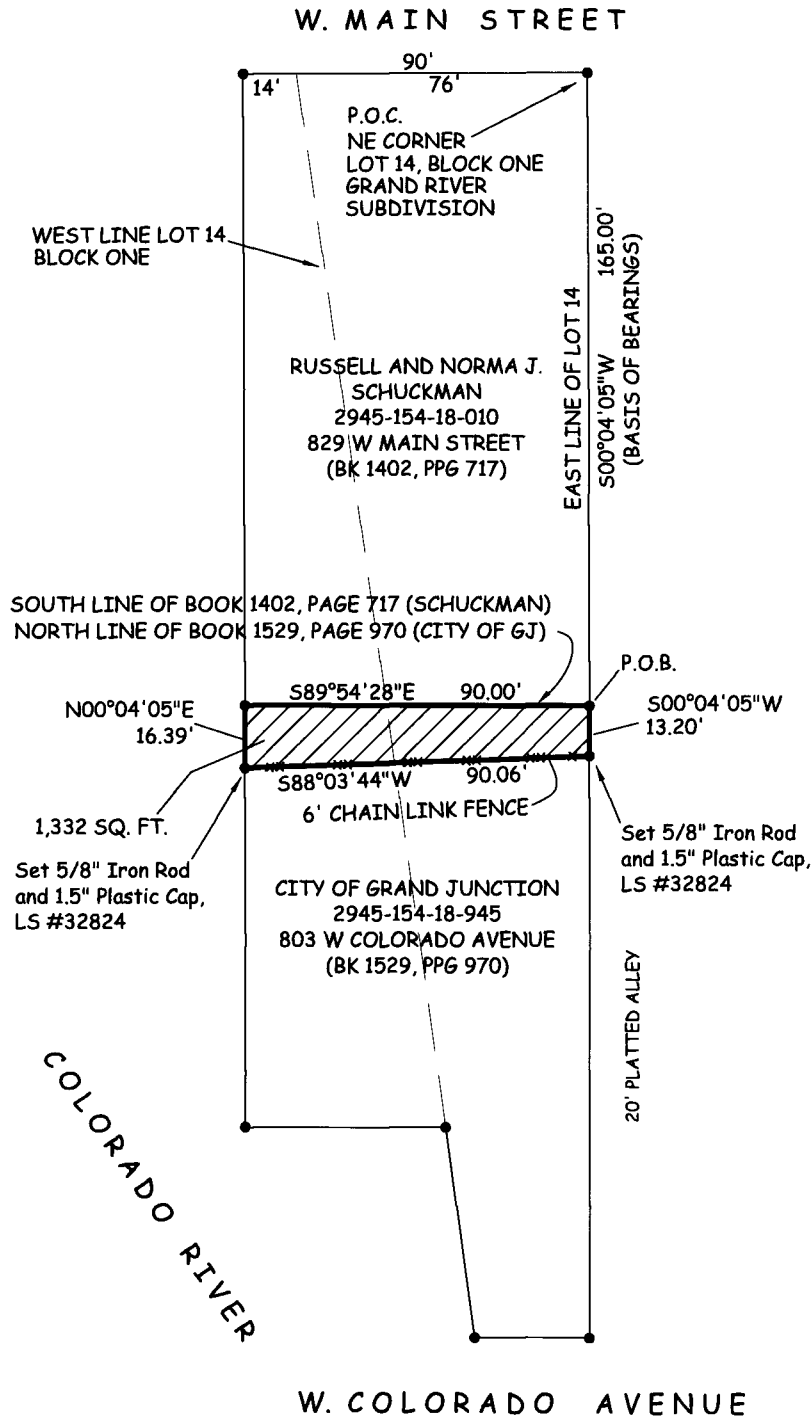 W. MAIN STREET
90'
14'
76'
P.O.C.
NE CORNER
LOT 14, BLOCK ONE
GRAND RIVER
SUBDIVISION
WEST LINE LOT 14
BLOCK ONE
EAST LINE OF LOT 14
S00°04'05"W 165.00'
(BASIS OF BEARINGS)
RUSSELL AND NORMA J.
SCHUCKMAN
2945-154-18-010
829 W MAIN STREET
(BK 1402, PPG 717)
SOUTH LINE OF BOOK 1402, PAGE 717 (SCHUCKMAN)
NORTH LINE OF BOOK 1529, PAGE 970 (CITY OF GJ)
P.O.B.
N00°04'05"E
16.39'
S89°54'28"E 90.00'
S00°04'05"W
13.20'
S88°03'44"W 90.06'
6' CHAIN LINK FENCE
1,332 SQ. FT.
Set 5/8" Iron Rod
and 1.5" Plastic Cap,
LS #32824
Set 5/8" Iron Rod
and 1.5" Plastic Cap,
LS #32824
CITY OF GRAND JUNCTION
2945-154-18-945
803 W COLORADO AVENUE
(BK 1529, PPG 970)
20' PLATTED ALLEY
COLORADO RIVER
W. COLORADO AVENUE